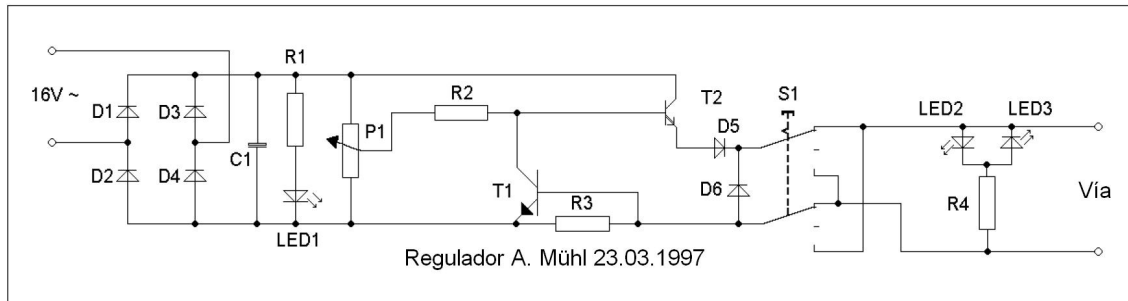 R1
16V ~
D1
D3
R2
T2
S1
LED2
LED3
P1
D5
C1
D2
D4
T1
D6
R3
R4
Vía
LED1
Regulador A. Mühl 23.03.1997